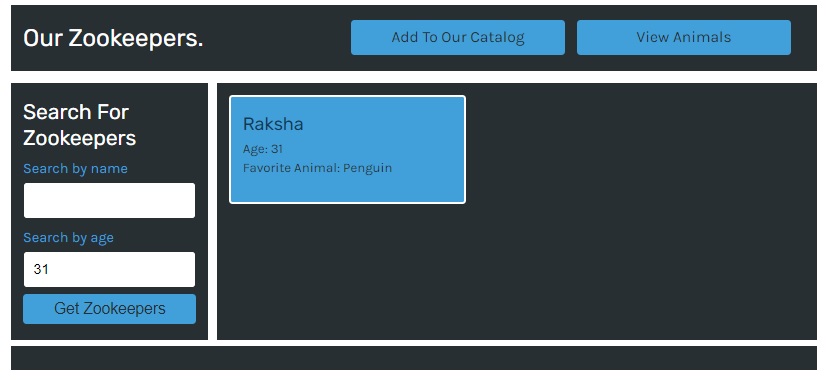 Our Zookeepers.
Add To Our Catalog
View Animals
Search For
Zookeepers
Search by name
Search by age
31
Get Zookeepers
Raksha
Age: 31
Favorite Animal: Penguin